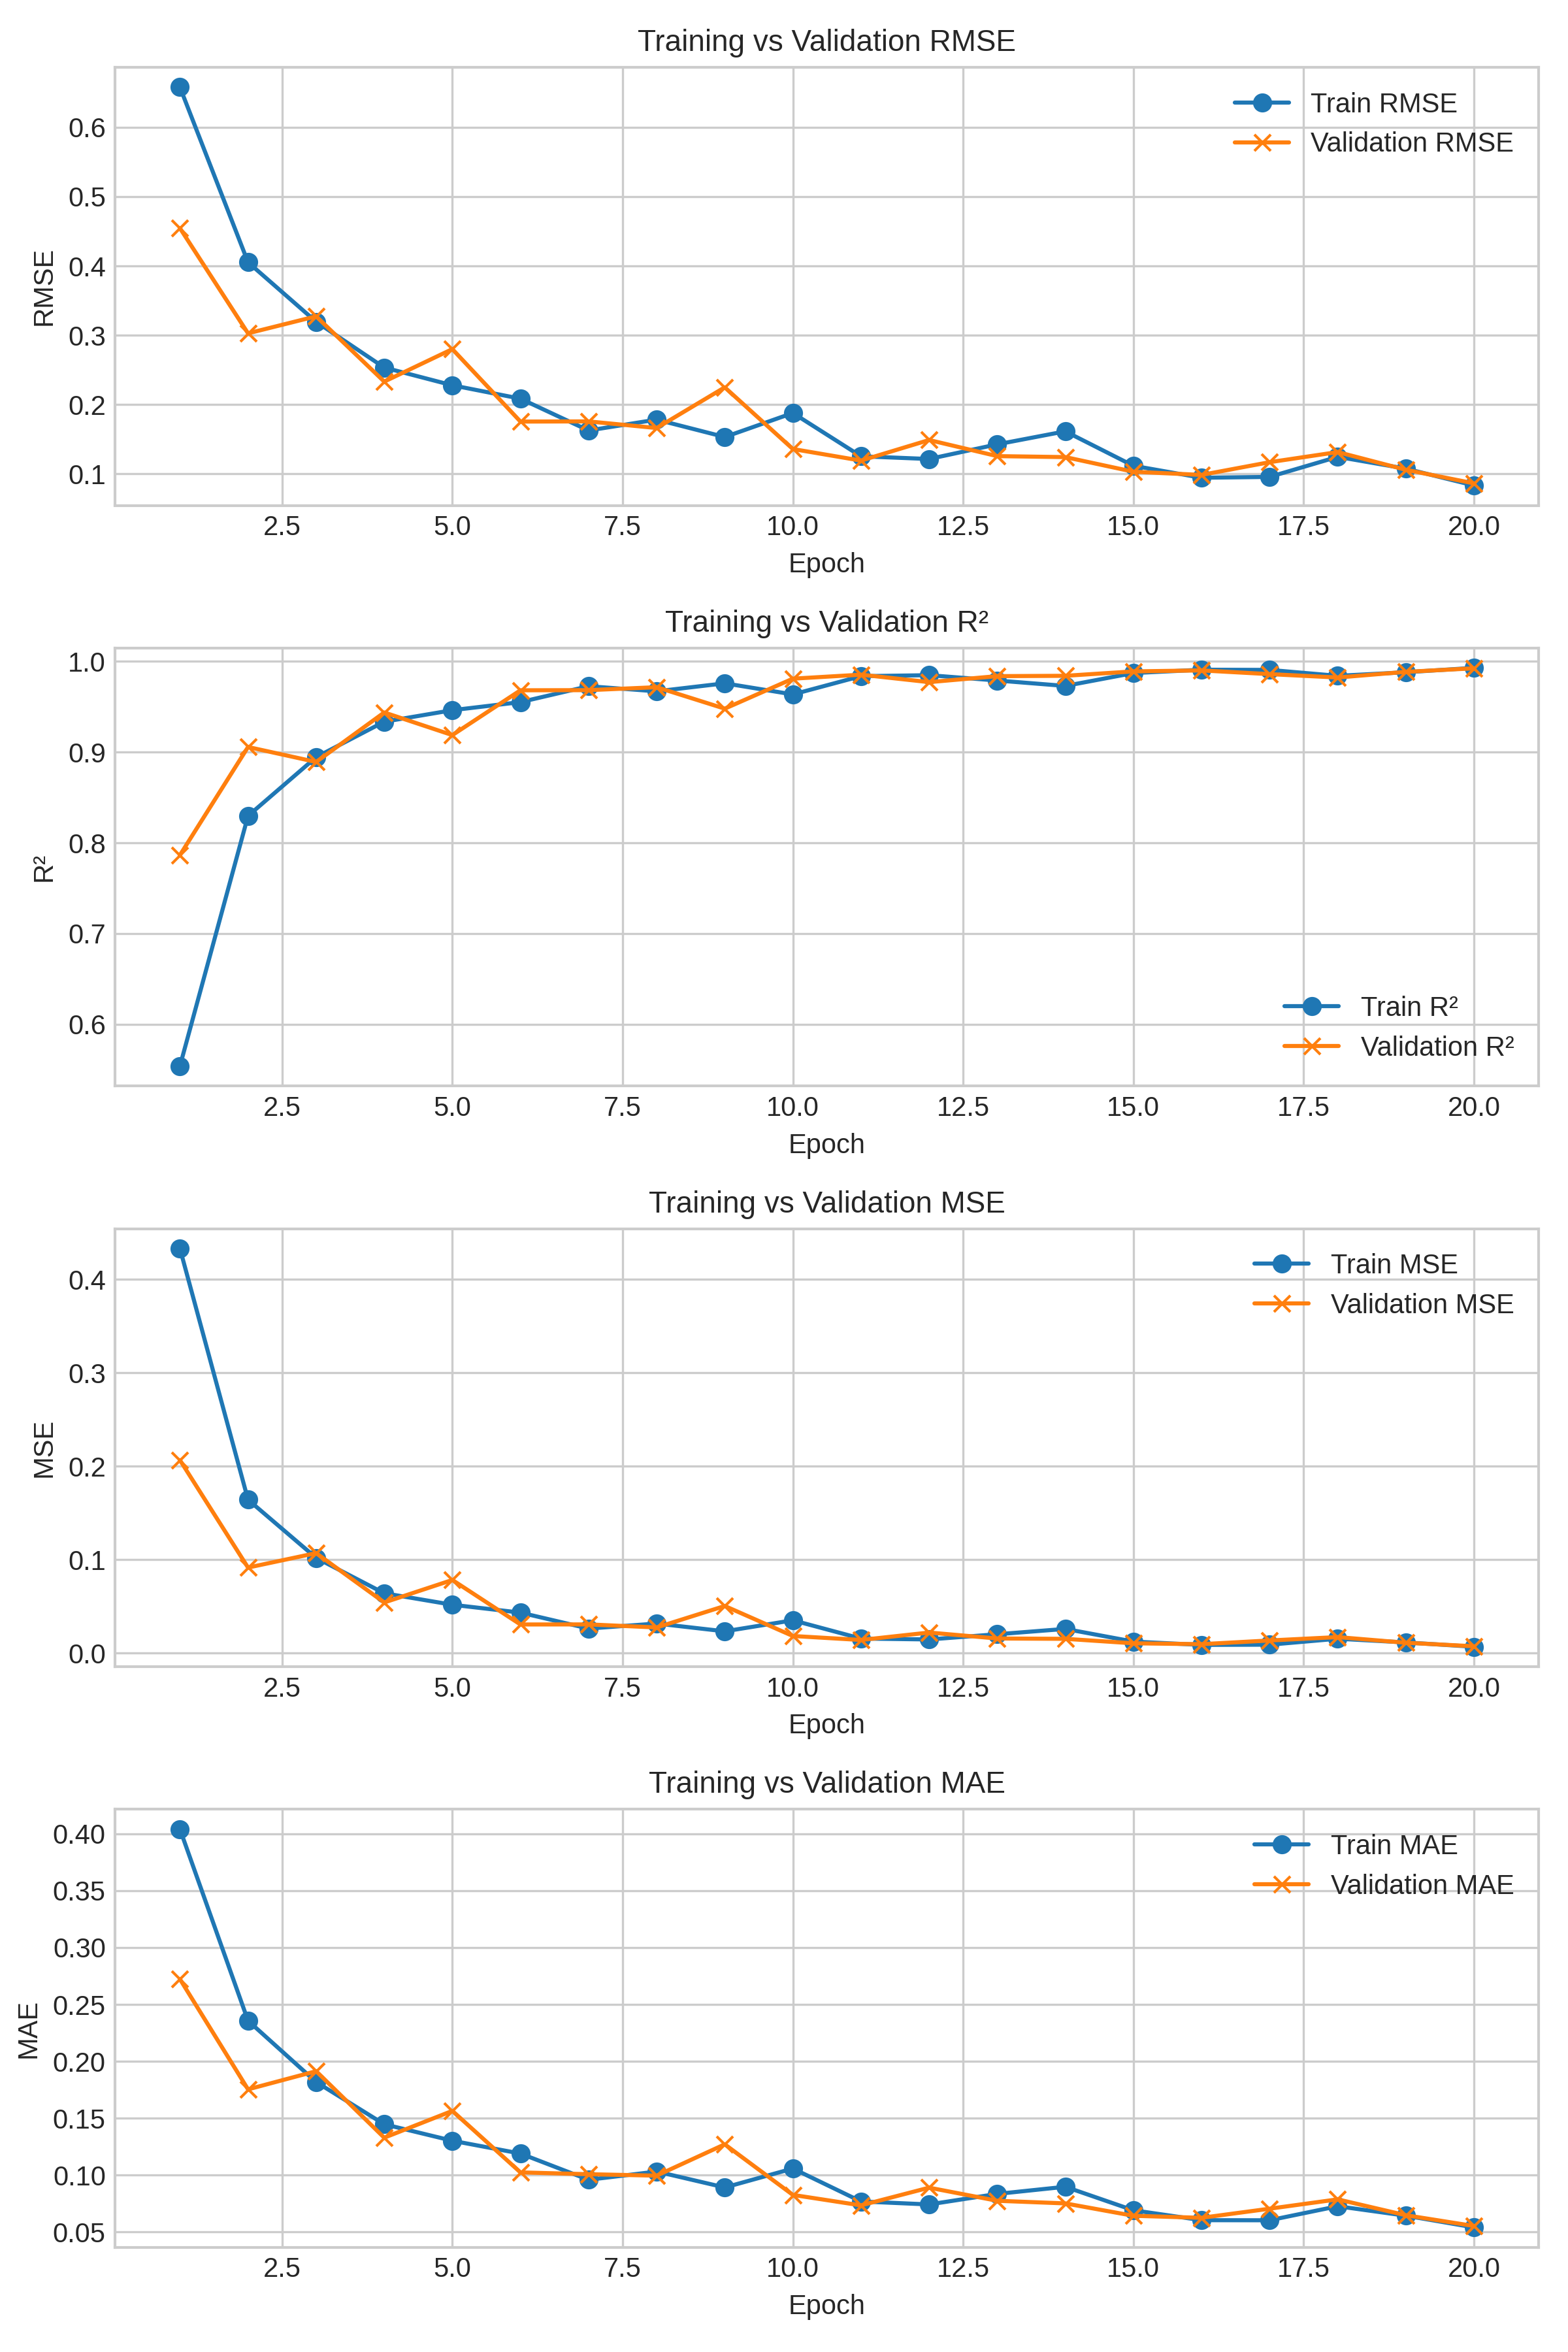 Training vs Validation RMSE
Train RMSE
Validation RMSE
RMSE
0.6
0.5
0.4
0.3
0.2
0.1
2.5 5.0 7.5 10.0 12.5 15.0 17.5 20.0
Epoch
Training vs Validation R²
1.0
0.9
0.8
0.7
0.6
R²
Train R²
Validation R²
2.5 5.0 7.5 10.0 12.5 15.0 17.5 20.0
Epoch
Training vs Validation MSE
Train MSE
Validation MSE
MSE
0.4
0.3
0.2
0.1
0.0
2.5 5.0 7.5 10.0 12.5 15.0 17.5 20.0
Epoch
Training vs Validation MAE
Train MAE
Validation MAE
MAE
0.40
0.35
0.30
0.25
0.20
0.15
0.10
0.05
2.5 5.0 7.5 10.0 12.5 15.0 17.5 20.0
Epoch